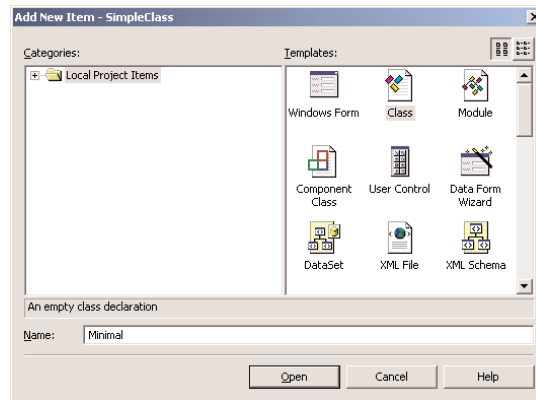 Add New Item - SimpleClass
Categories:
Templates:
Local Project Items
Windows Form
Class
Module
Component
Class
User Control
Data Form
Wizard
DataSet
XML File
XML Schema
An empty class declaration
Name:
Minimal
Open
Cancel
Help